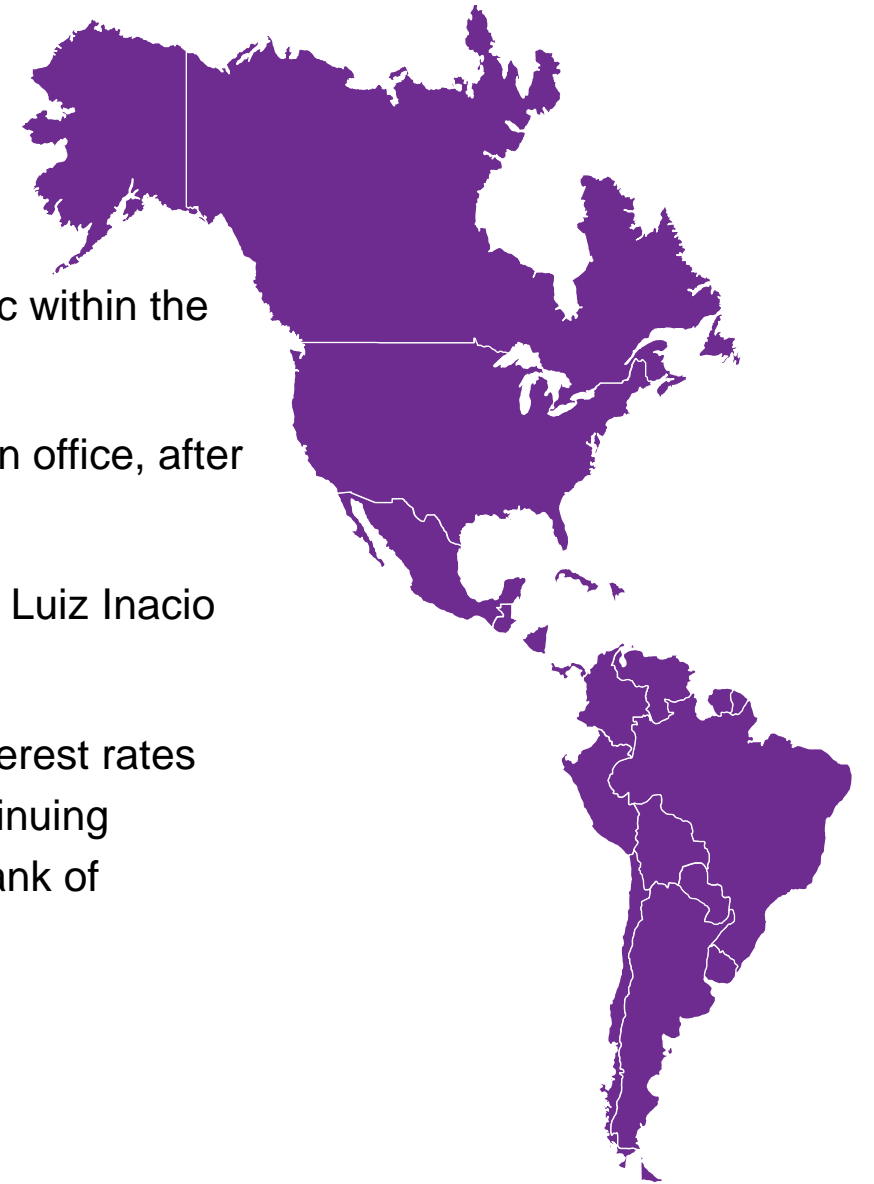 c within the
n office, after
Luiz Inacio
erest rates
inuing
ank of